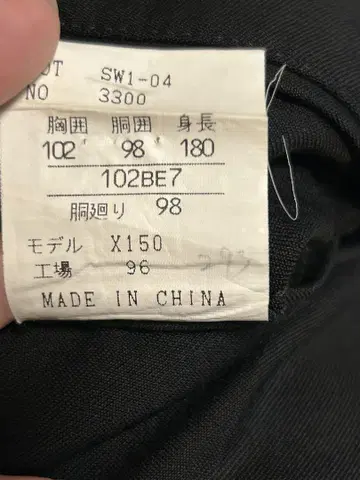 SW1-04
NO 3300
胸囲 胴囲 身長
102 98 180
102BE7
胴廻り 98
モデル X150
工場 96
MADE IN CHINA